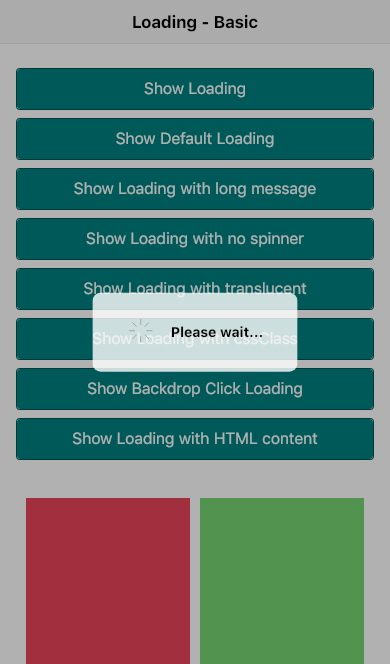 Loading - Basic
Show Loading
Show Default Loading
Show Loading with long message
Show Loading with no spinner
Show Loading with translucent
Please wait...
Show Loading with cssClass
Show Backdrop Click Loading
Show Loading with HTML content